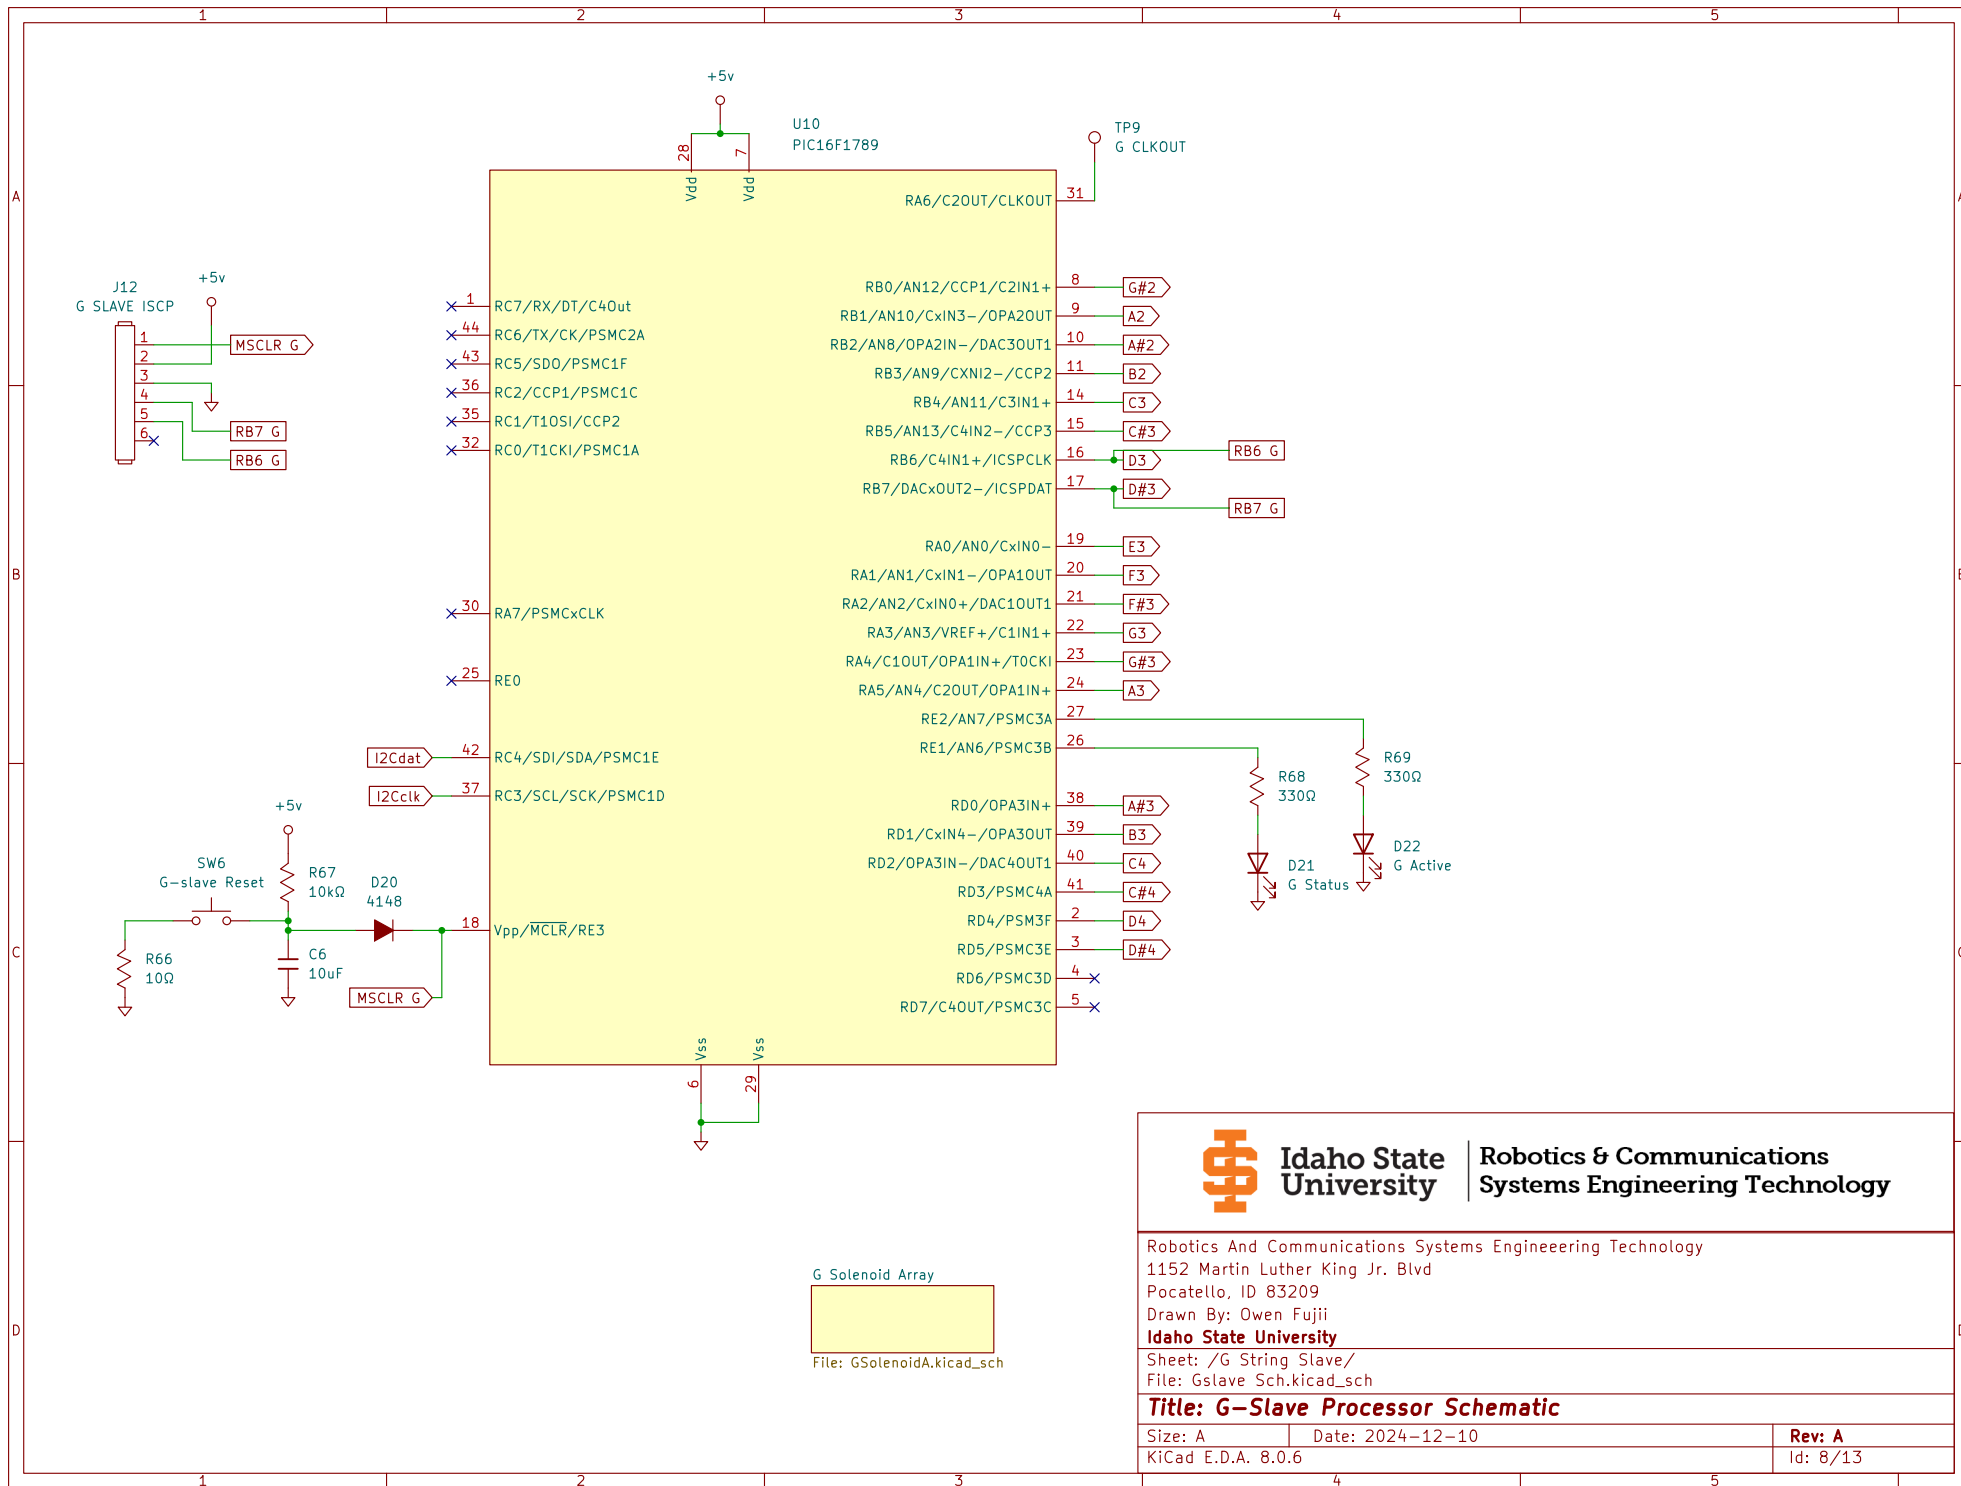 1 2 3 4 5
A
B
C
D
A
+5v
U10
PIC16F1789
TP9
G CLKOUT
28
7
Vdd
Vdd
RA6/C2OUT/CLKOUT 31
J12
G SLAVE ISCP
+5v
1
2
3
4
5
6
MSCLR G
RB7 G
RB6 G
1 RC7/RX/DT/C4Out
44 RC6/TX/CK/PSMC2A
43 RC5/SDO/PSMC1F
36 RC2/CCP1/PSMC1C
35 RC1/T1OSI/CCP2
32 RC0/T1CKI/PSMC1A
30 RA7/PSMCxCLK
25 RE0
I2Cdat 42 RC4/SDI/SDA/PSMC1E
I2Cclk 37 RC3/SCL/SCK/PSMC1D
18 Vpp/MCLR/RE3
RB0/AN12/CCP1/C2IN1+ 8 G#2
RB1/AN10/CxIN3-/OPA2OUT 9 A2
RB2/AN8/OPA2IN-/DAC3OUT1 10 A#2
RB3/AN9/CXNI2-/CCP2 11 B2
RB4/AN11/C3IN1+ 14 C3
RB5/AN13/C4IN2-/CCP3 15 C#3
RB6/C4IN1+/ICSPCLK 16 D3 RB6 G
RB7/DACxOUT2-/ICSPDAT 17 D#3
RB7 G
RA0/AN0/CxIN0- 19 E3
RA1/AN1/CxIN1-/OPA1OUT 20 F3
RA2/AN2/CxIN0+/DAC1OUT1 21 F#3
RA3/AN3/VREF+/C1IN1+ 22 G3
RA4/C1OUT/OPA1IN+/T0CKI 23 G#3
RA5/AN4/C2OUT/OPA1IN+ 24 A3
RE2/AN7/PSMC3A 27
RE1/AN6/PSMC3B 26
RD0/OPA3IN+ 38 A#3
RD1/CxIN4-/OPA3OUT 39 B3
RD2/OPA3IN-/DAC4OUT1 40 C4
RD3/PSMC4A 41 C#4
RD4/PSM3F 2 D4
RD5/PSMC3E 3 D#4
RD6/PSMC3D 4
RD7/C4OUT/PSMC3C 5
R69
330Ω
R68
330Ω
D22
G Active
D21
G Status
+5v
SW6
G-slave Reset
R67
10kΩ
D20
4148
R66
10Ω
C6
10uF
MSCLR G
Vss
Vss
6
29
G Solenoid Array
File: GSolenoidA.kicad_sch
Idaho State
University
Robotics & Communications
Systems Engineering Technology
Robotics And Communications Systems Engineeering Technology
1152 Martin Luther King Jr. Blvd
Pocatello, ID 83209
Drawn By: Owen Fujii
Idaho State University
Sheet: /G String Slave/
File: Gslave Sch.kicad_sch
Title: G-Slave Processor Schematic
Size: A Date: 2024-12-10 Rev: A
KiCad E.D.A. 8.0.6 Id: 8/13
1 2 3 4 5